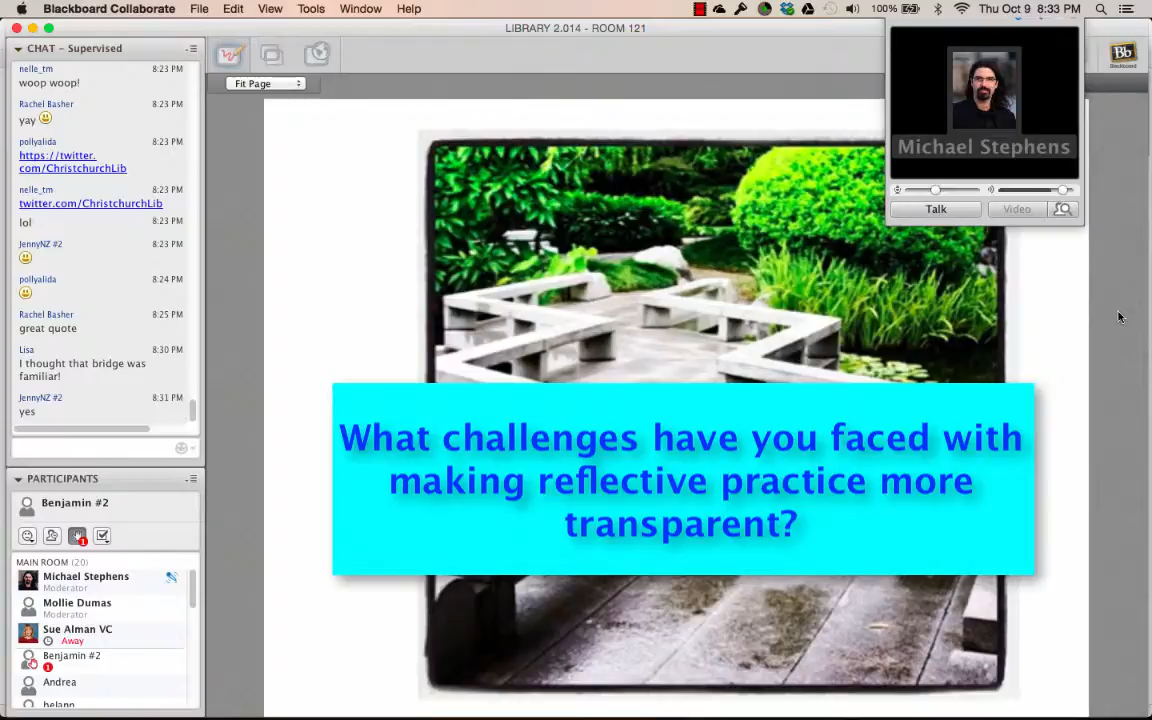 Blackboard Collaborate File Edit View Tools Window Help 100% Thu Oct 9 8:33 PM
LIBRARY 2.014 - ROOM 121
CHAT - Supervised
nelle_tm 8:23 PM
woop woop!
Rachel Basher 8:23 PM
yay
pollyalida 8:23 PM
https://twitter.
com/ChristchurchLib
nelle_tm 8:23 PM
twitter.com/ChristchurchLib
lol 8:23 PM
JennyNZ #2 8:23 PM
pollyalida 8:24 PM
Rachel Basher 8:25 PM
great quote
Lisa 8:30 PM
I thought that bridge was
familiar!
JennyNZ #2 8:31 PM
yes
PARTICIPANTS
Benjamin #2
1
MAIN ROOM (20)
Michael Stephens
Moderator
Mollie Dumas
Moderator
Sue Alman VC
Away
Benjamin #2
1
Andrea
Fit Page
Bb
Blackboard
Michael Stephens
Talk Video
What challenges have you faced with
making reflective practice more
transparent?